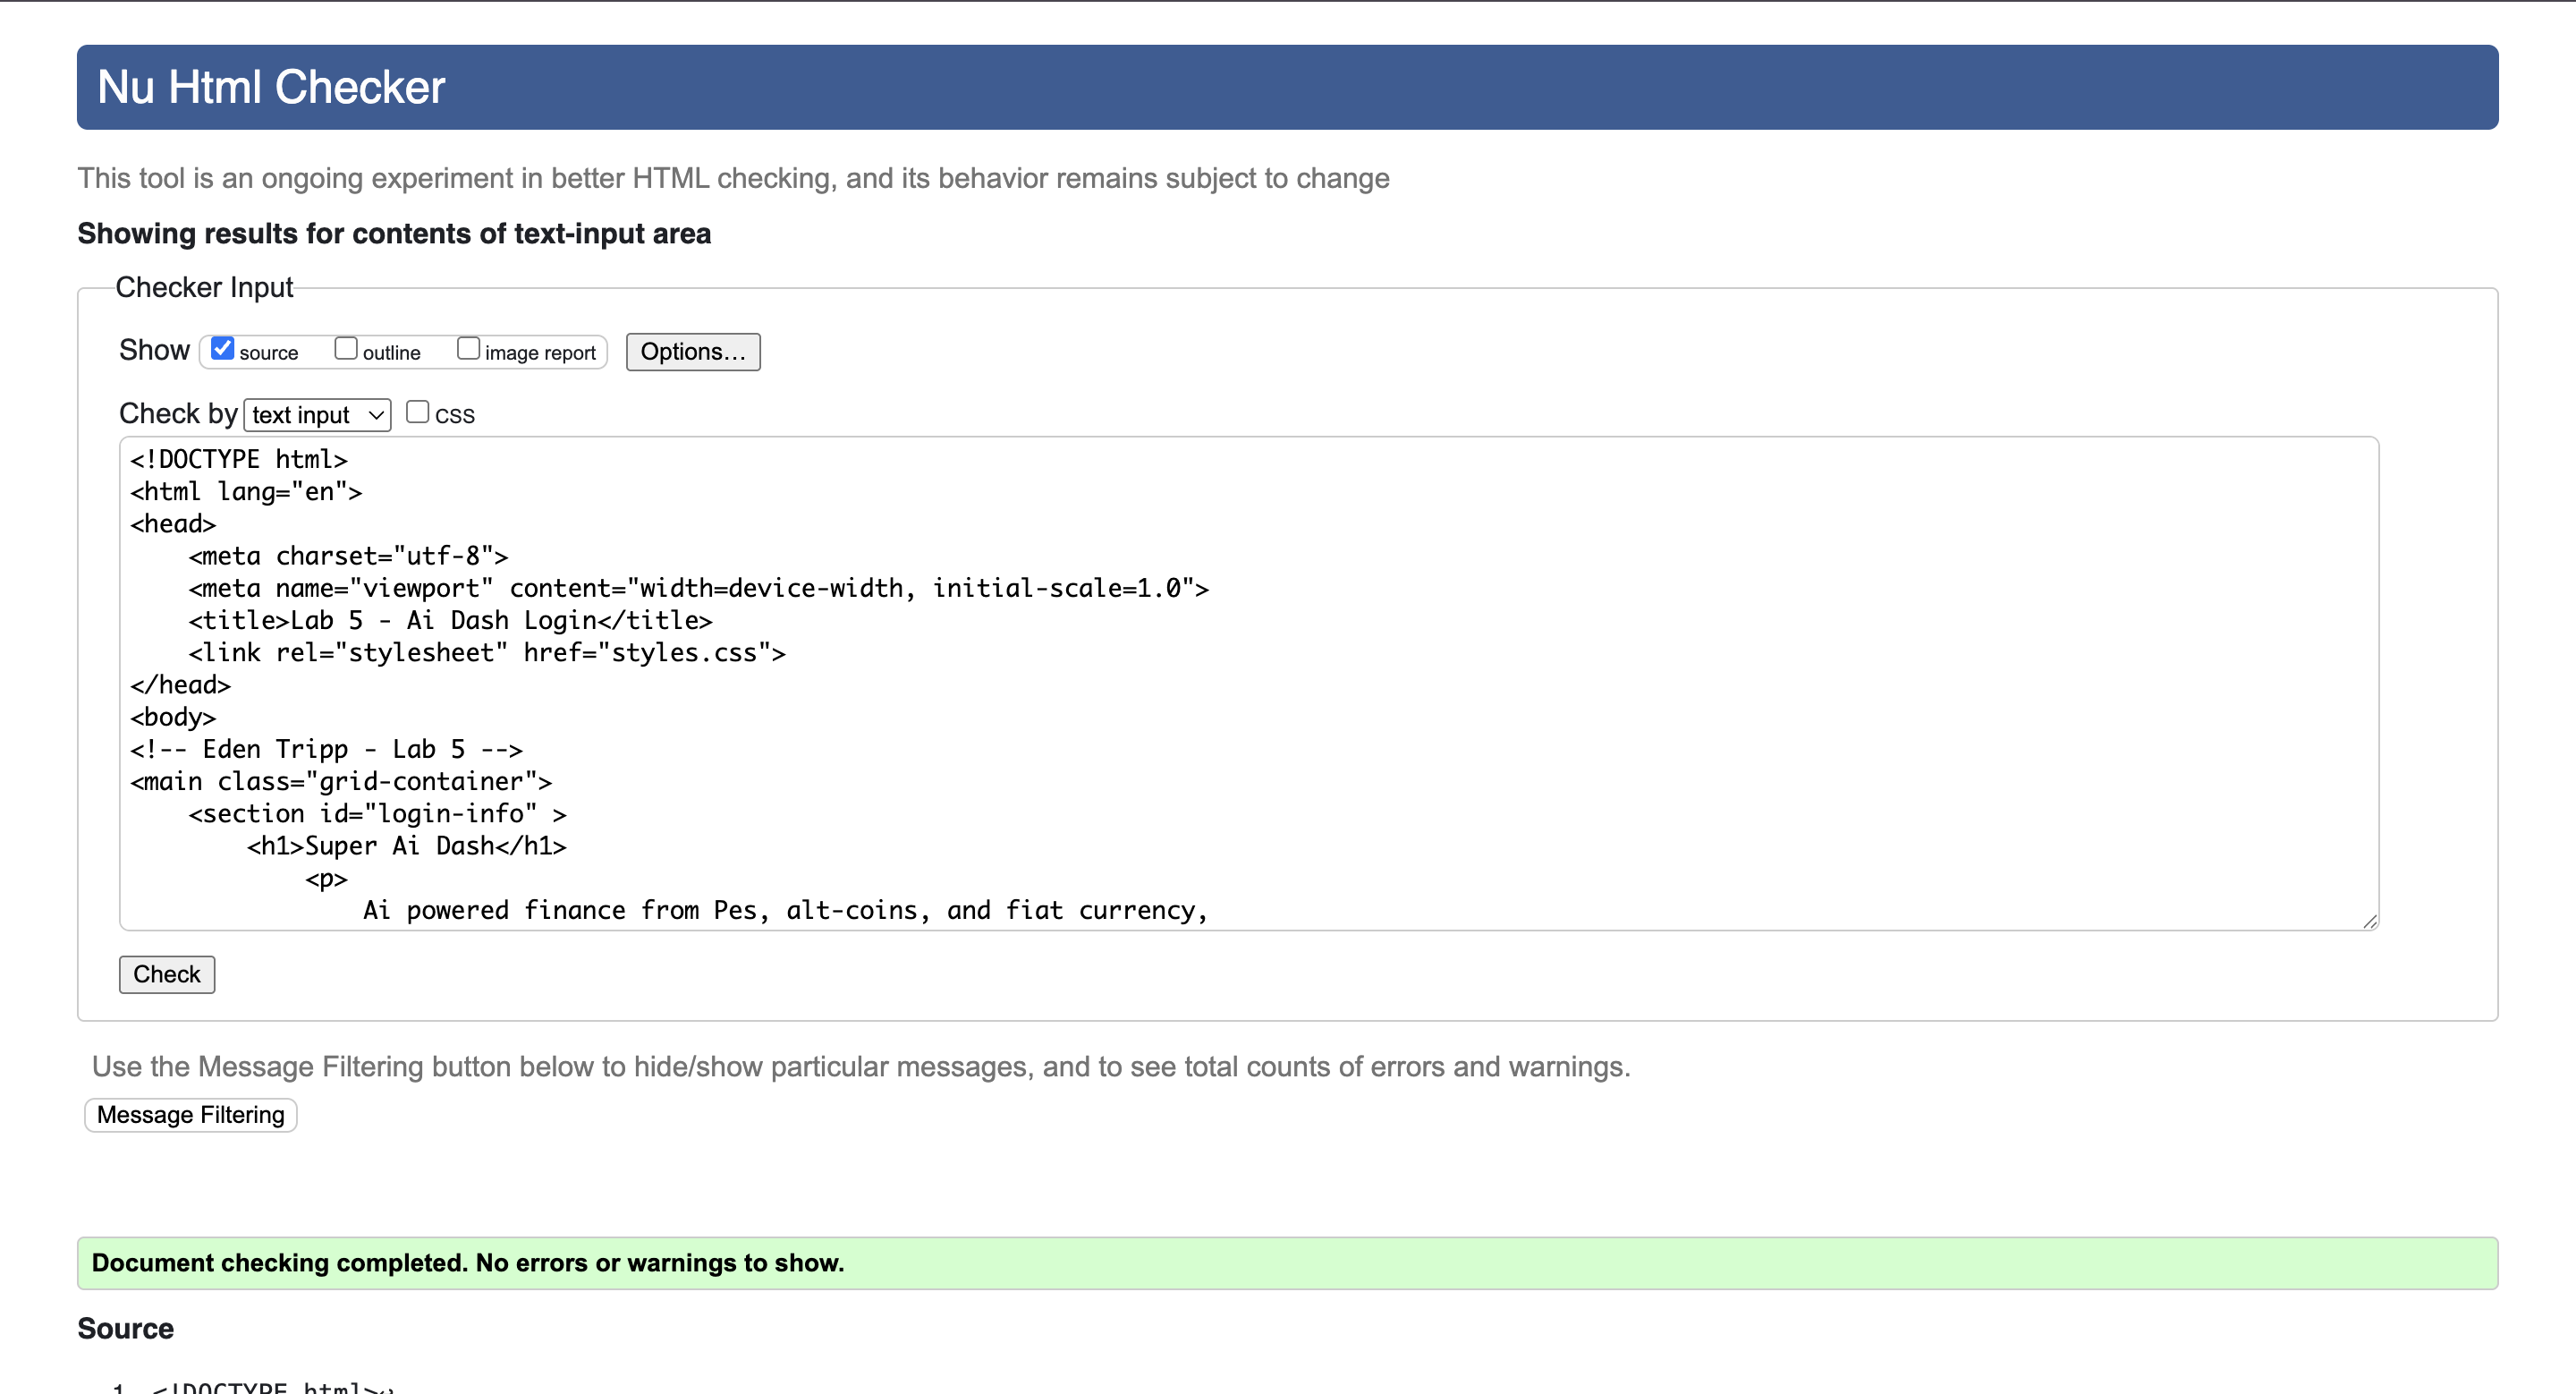 Nu Html Checker
This tool is an ongoing experiment in better HTML checking, and its behavior remains subject to change
Showing results for contents of text-input area
Checker Input
Show source outline image report Options...
Check by text input CSS
<!DOCTYPE html>
<html lang="en">
<head>
    <meta charset="utf-8">
    <meta name="viewport" content="width=device-width, initial-scale=1.0">
    <title>Lab 5 - Ai Dash Login</title>
    <link rel="stylesheet" href="styles.css">
</head>
<body>
<!-- Eden Tripp - Lab 5 -->
<main class="grid-container">
    <section id="login-info" >
        <h1>Super Ai Dash</h1>
            <p>
                Ai powered finance from Pes, alt-coins, and fiat currency,
Check
Use the Message Filtering button below to hide/show particular messages, and to see total counts of errors and warnings.
Message Filtering
Document checking completed. No errors or warnings to show.
Source
1. <!DOCTYPE html>↩